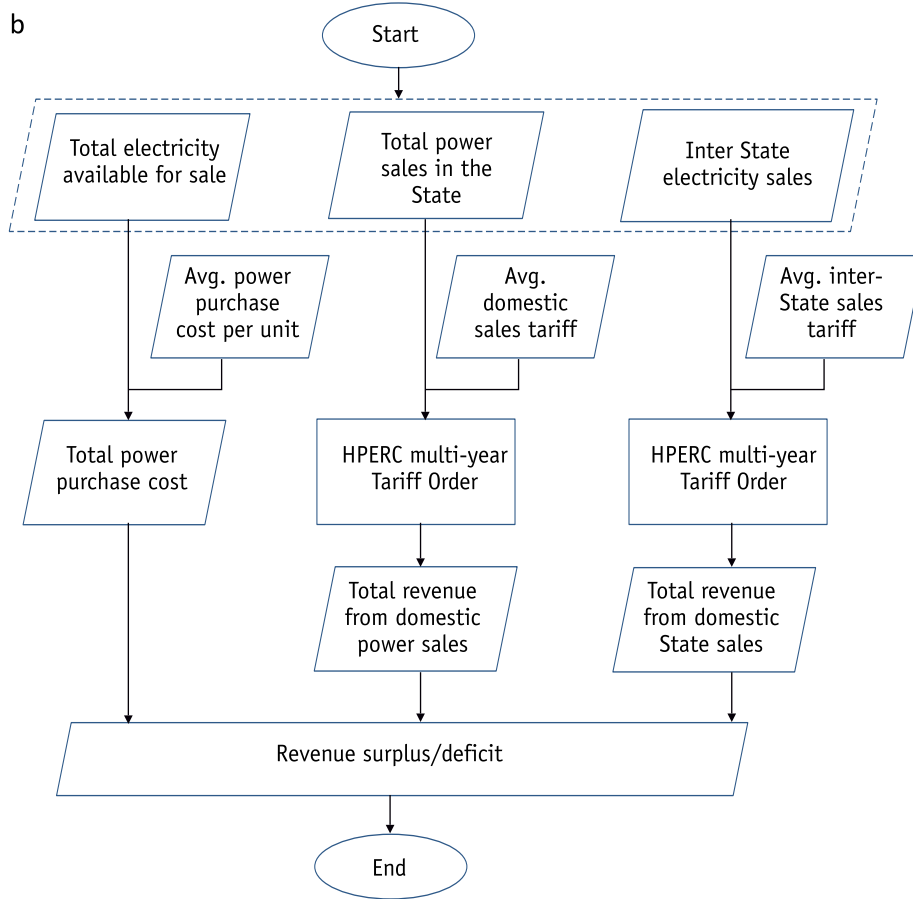 b
Start
Total electricity
available for sale
Total power
sales in the
State
Inter State
electricity sales
Avg. power
purchase
cost per unit
Avg.
domestic
sales tariff
Avg. inter-
State sales
tariff
Total power
purchase cost
HPERC multi-year
Tariff Order
HPERC multi-year
Tariff Order
Total revenue
from domestic
power sales
Total revenue
from domestic
State sales
Revenue surplus/deficit
End